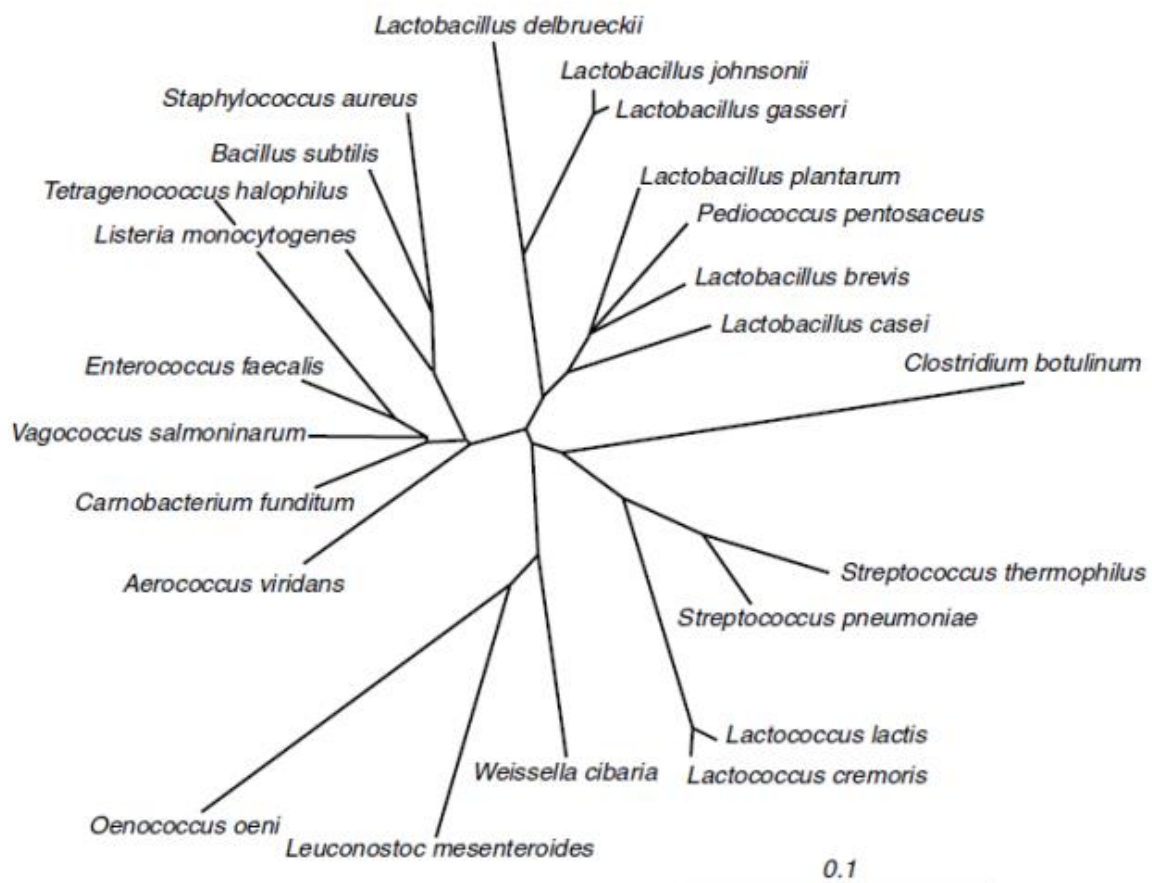 Lactobacillus delbrueckii
Lactobacillus johnsonii
Staphylococcus aureus
Lactobacillus gasseri
Bacillus subtilis
Lactobacillus plantarum
Tetragenococcus halophilus
Pediococcus pentosaceus
Listeria monocytogenes
Lactobacillus brevis
Lactobacillus casei
Enterococcus faecalis
Clostridium botulinum
Vagococcus salmoninarum
Carnobacterium funditum
Aerococcus viridans
Streptococcus thermophilus
Streptococcus pneumoniae
Lactococcus lactis
Weissella cibaria
Lactococcus cremoris
Oenococcus oeni
Leuconostoc mesenteroides
0.1